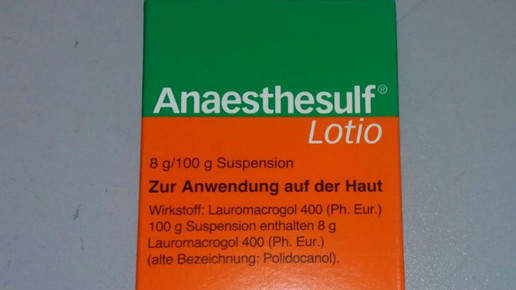 Anaesthesulf®
Lotio
8 g/100 g Suspension
Zur Anwendung auf der Haut
Wirkstoff: Lauromacrogol 400 (Ph. Eur.)
100 g Suspension enthalten 8 g
Lauromacrogol 400 (Ph. Eur.)
(alte Bezeichnung: Polidocanol).